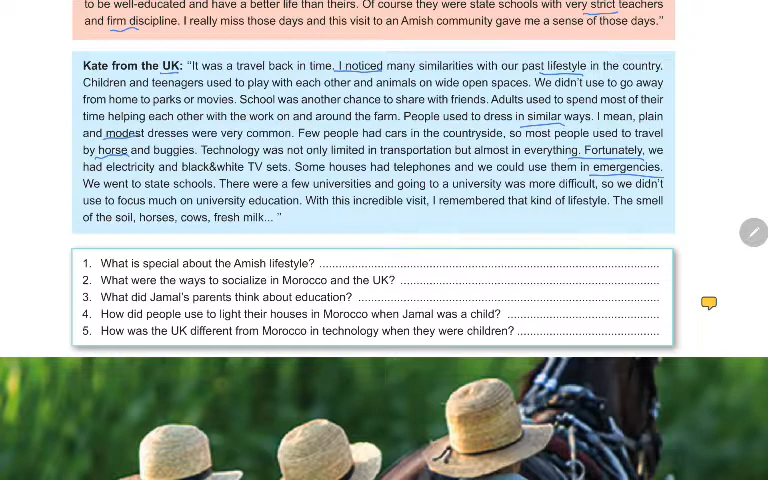 to be well-educated and have a better life than theirs. Of course they were state schools with very strict teachers
and firm discipline. I really miss those days and this visit to an Amish community gave me a sense of those days.”
Kate from the UK: “It was a travel back in time. I noticed many similarities with our past lifestyle in the country.
Children and teenagers used to play with each other and animals on wide open spaces. We didn’t use to go away
from home to parks or movies. School was another chance to share with friends. Adults used to spend most of their
time helping each other with the work on and around the farm. People used to dress in similar ways. I mean, plain
and modest dresses were very common. Few people had cars in the countryside, so most people used to travel
by horse and buggies. Technology was not only limited in transportation but almost in everything. Fortunately, we
had electricity and black&white TV sets. Some houses had telephones and we could use them in emergencies.
We went to state schools. There were a few universities and going to a university was more difficult, so we didn’t
use to focus much on university education. With this incredible visit, I remembered that kind of lifestyle. The smell
of the soil, horses, cows, fresh milk... ”
1. What is special about the Amish lifestyle? ................................................................
2. What were the ways to socialize in Morocco and the UK? ................................................................
3. What did Jamal’s parents think about education? ................................................................
4. How did people use to light their houses in Morocco when Jamal was a child? ................................................
5. How was the UK different from Morocco in technology when they were children? ............................................